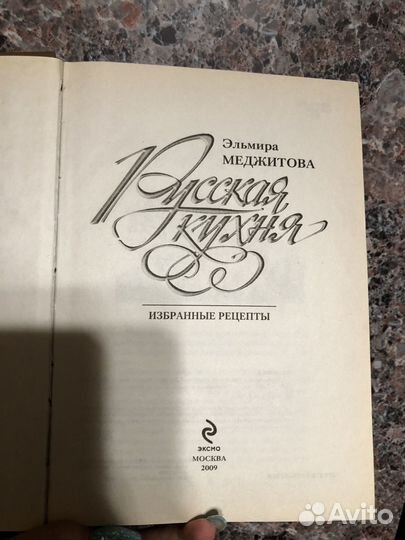 Эльмира
МЕДЖИТОВА
Русская
кухня
ИЗБРАННЫЕ РЕЦЕПТЫ
ЭКСМО
МОСКВА
2009
Avito